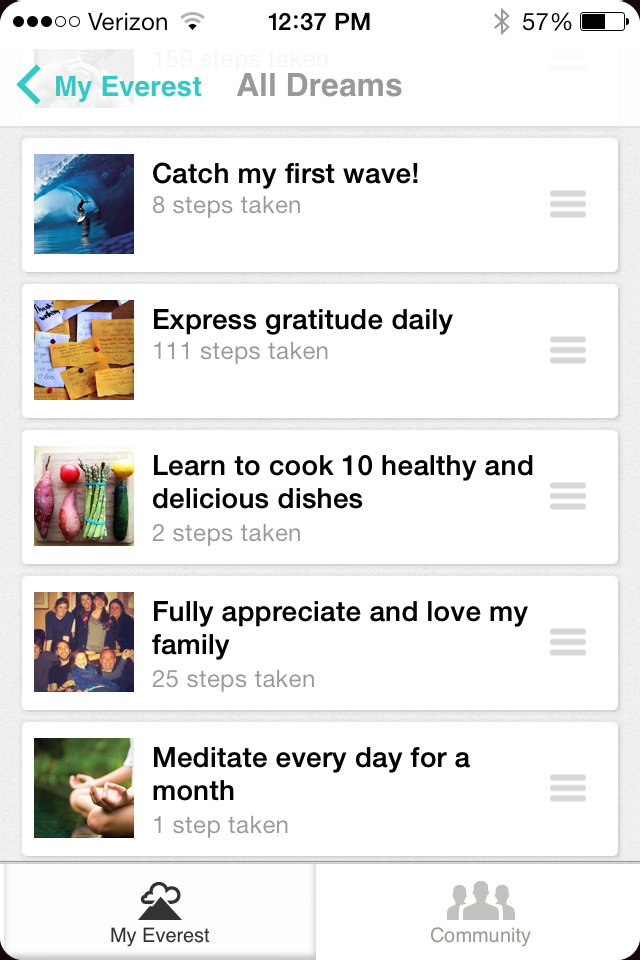 Verizon 12:37 PM 57%
159 steps taken
My Everest All Dreams
Catch my first wave!
8 steps taken
Express gratitude daily
111 steps taken
Learn to cook 10 healthy and
delicious dishes
2 steps taken
Fully appreciate and love my
family
25 steps taken
Meditate every day for a
month
1 step taken
My Everest Community